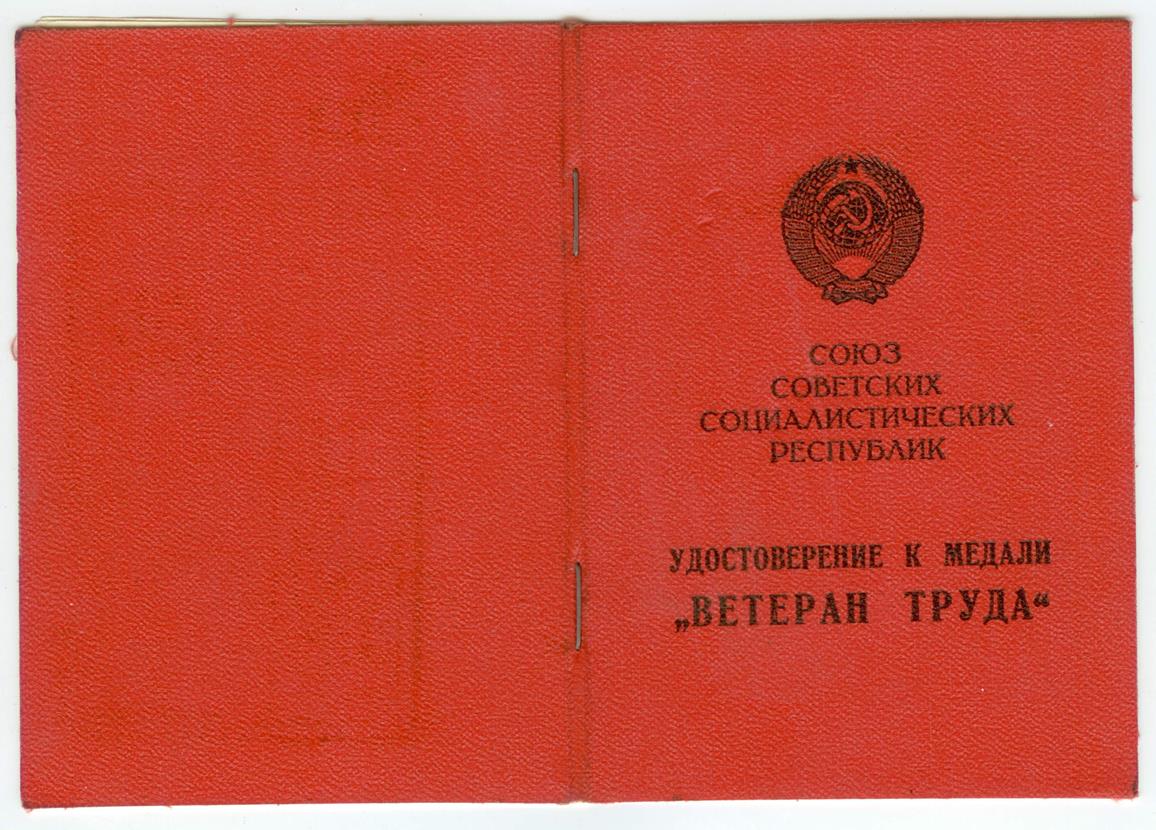 СОЮЗ
СОВЕТСКИХ
СОЦИАЛИСТИЧЕСКИХ
РЕСПУБЛИК
УДОСТОВЕРЕНИЕ К МЕДАЛИ
„ВЕТЕРАН ТРУДА“